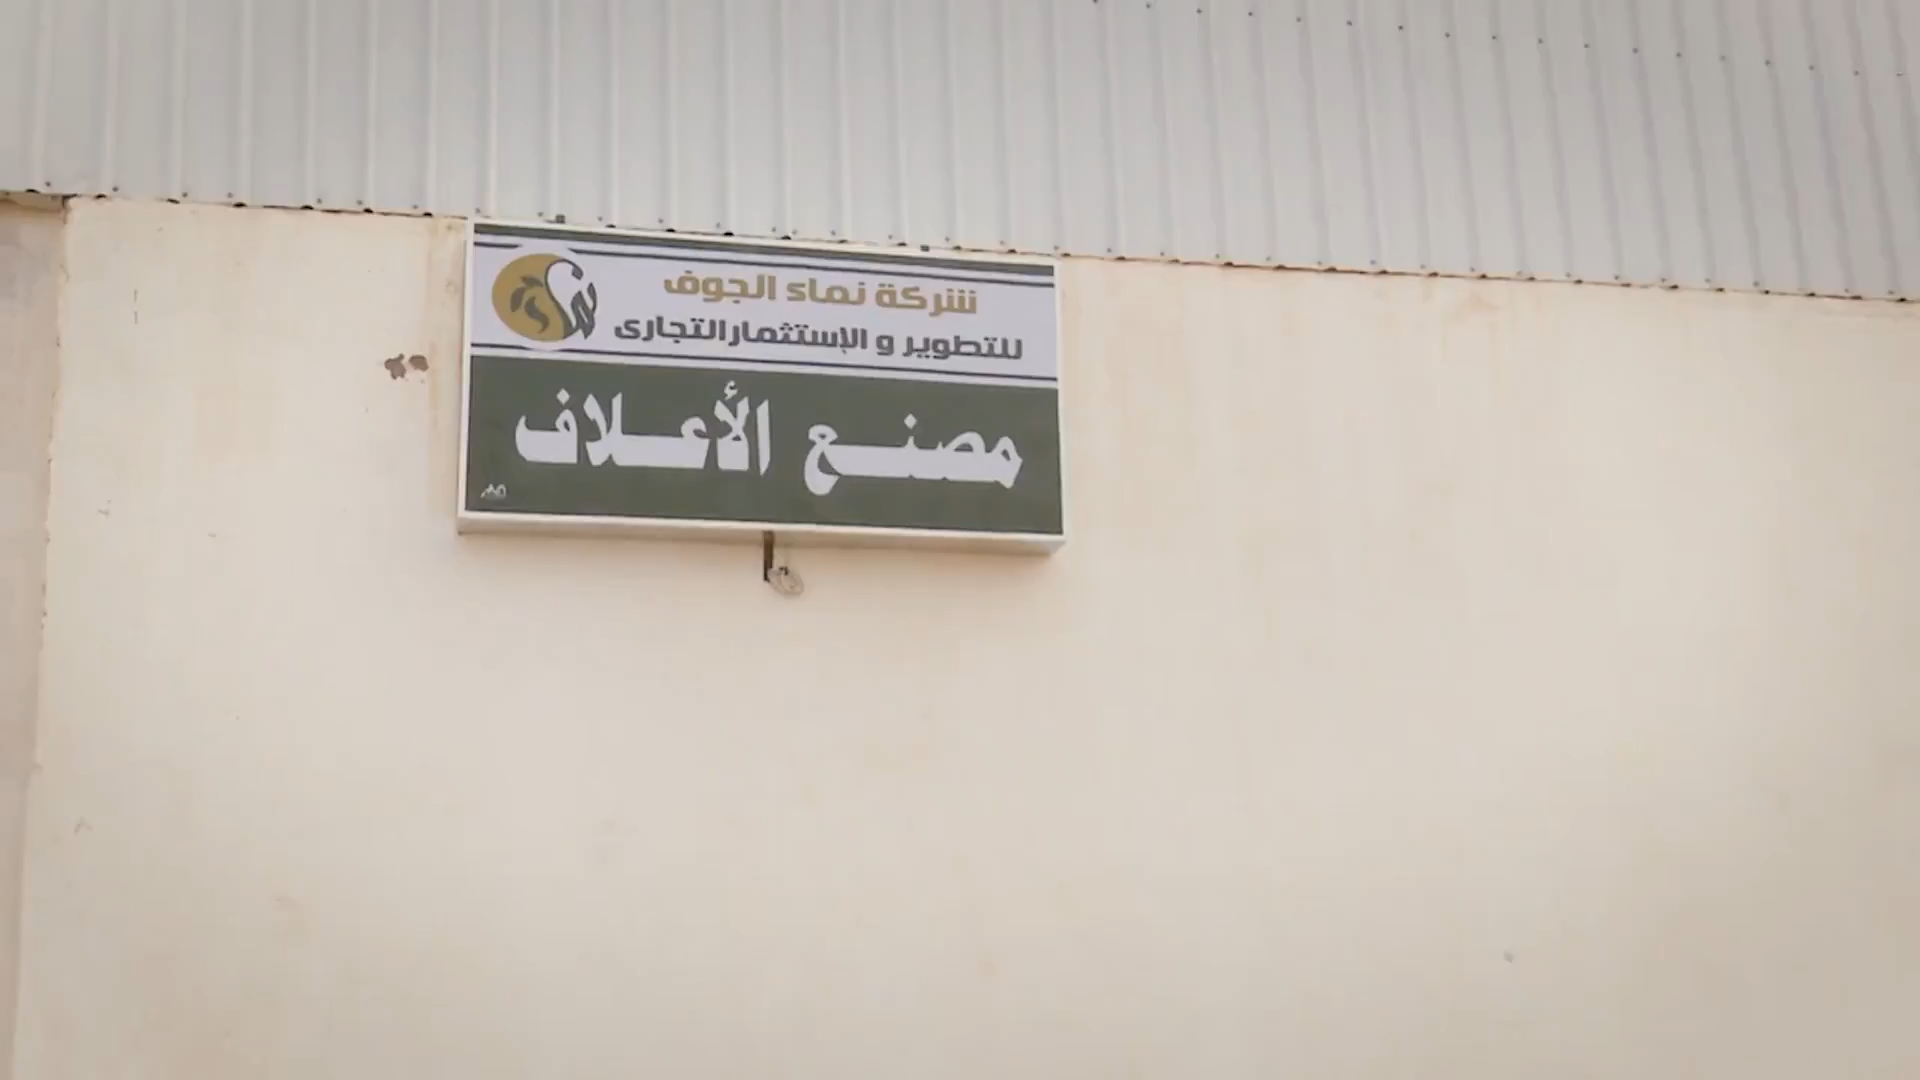 شركة نماء الجوف
للتطوير و الإستثمار التجارى
مصنع الأعلاف